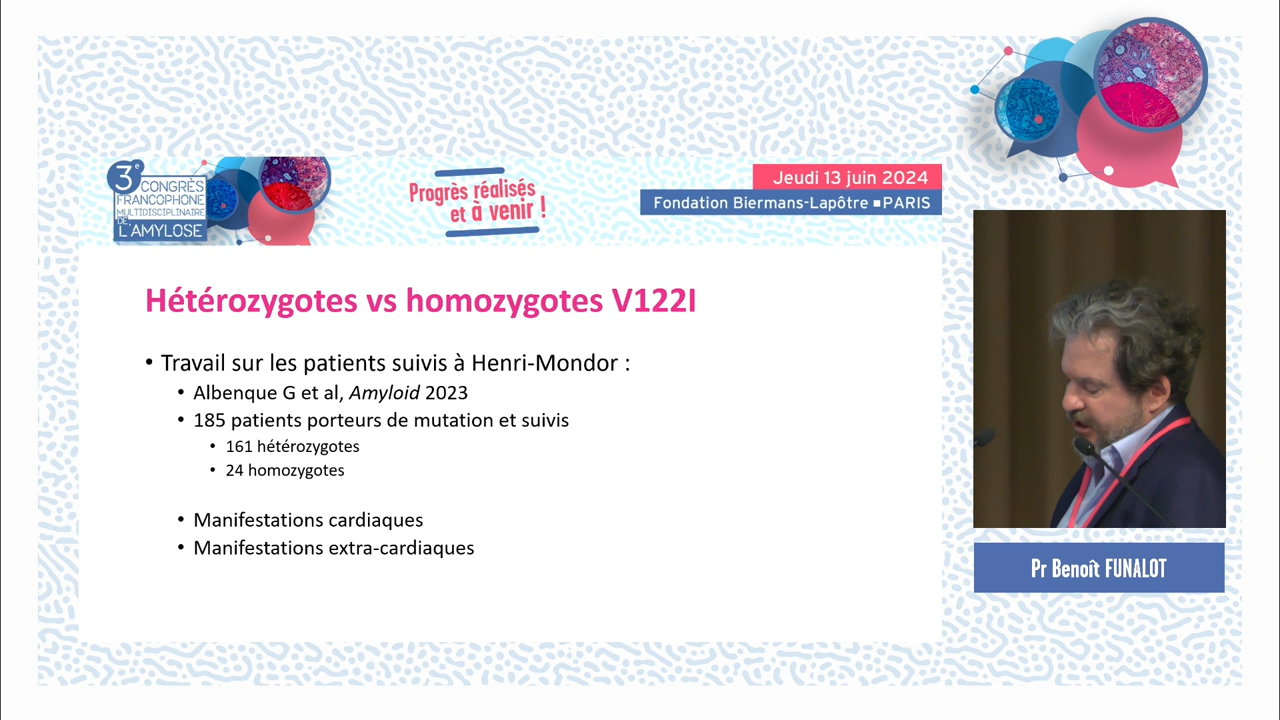 3e
CONGRÈS
FRANCOPHONE
MULTIDISCIPLINAIRE
DE
L'AMYLOSE
Progrès réalisés
et à venir !
Jeudi 13 juin 2024
Fondation Biermans-Lapôtre ■ PARIS
Hétérozygotes vs homozygotes V122I
• Travail sur les patients suivis à Henri-Mondor :
• Albenque G et al, Amyloid 2023
• 185 patients porteurs de mutation et suivis
• 161 hétérozygotes
• 24 homozygotes
• Manifestations cardiaques
• Manifestations extra-cardiaques
Pr Benoît FUNALOT